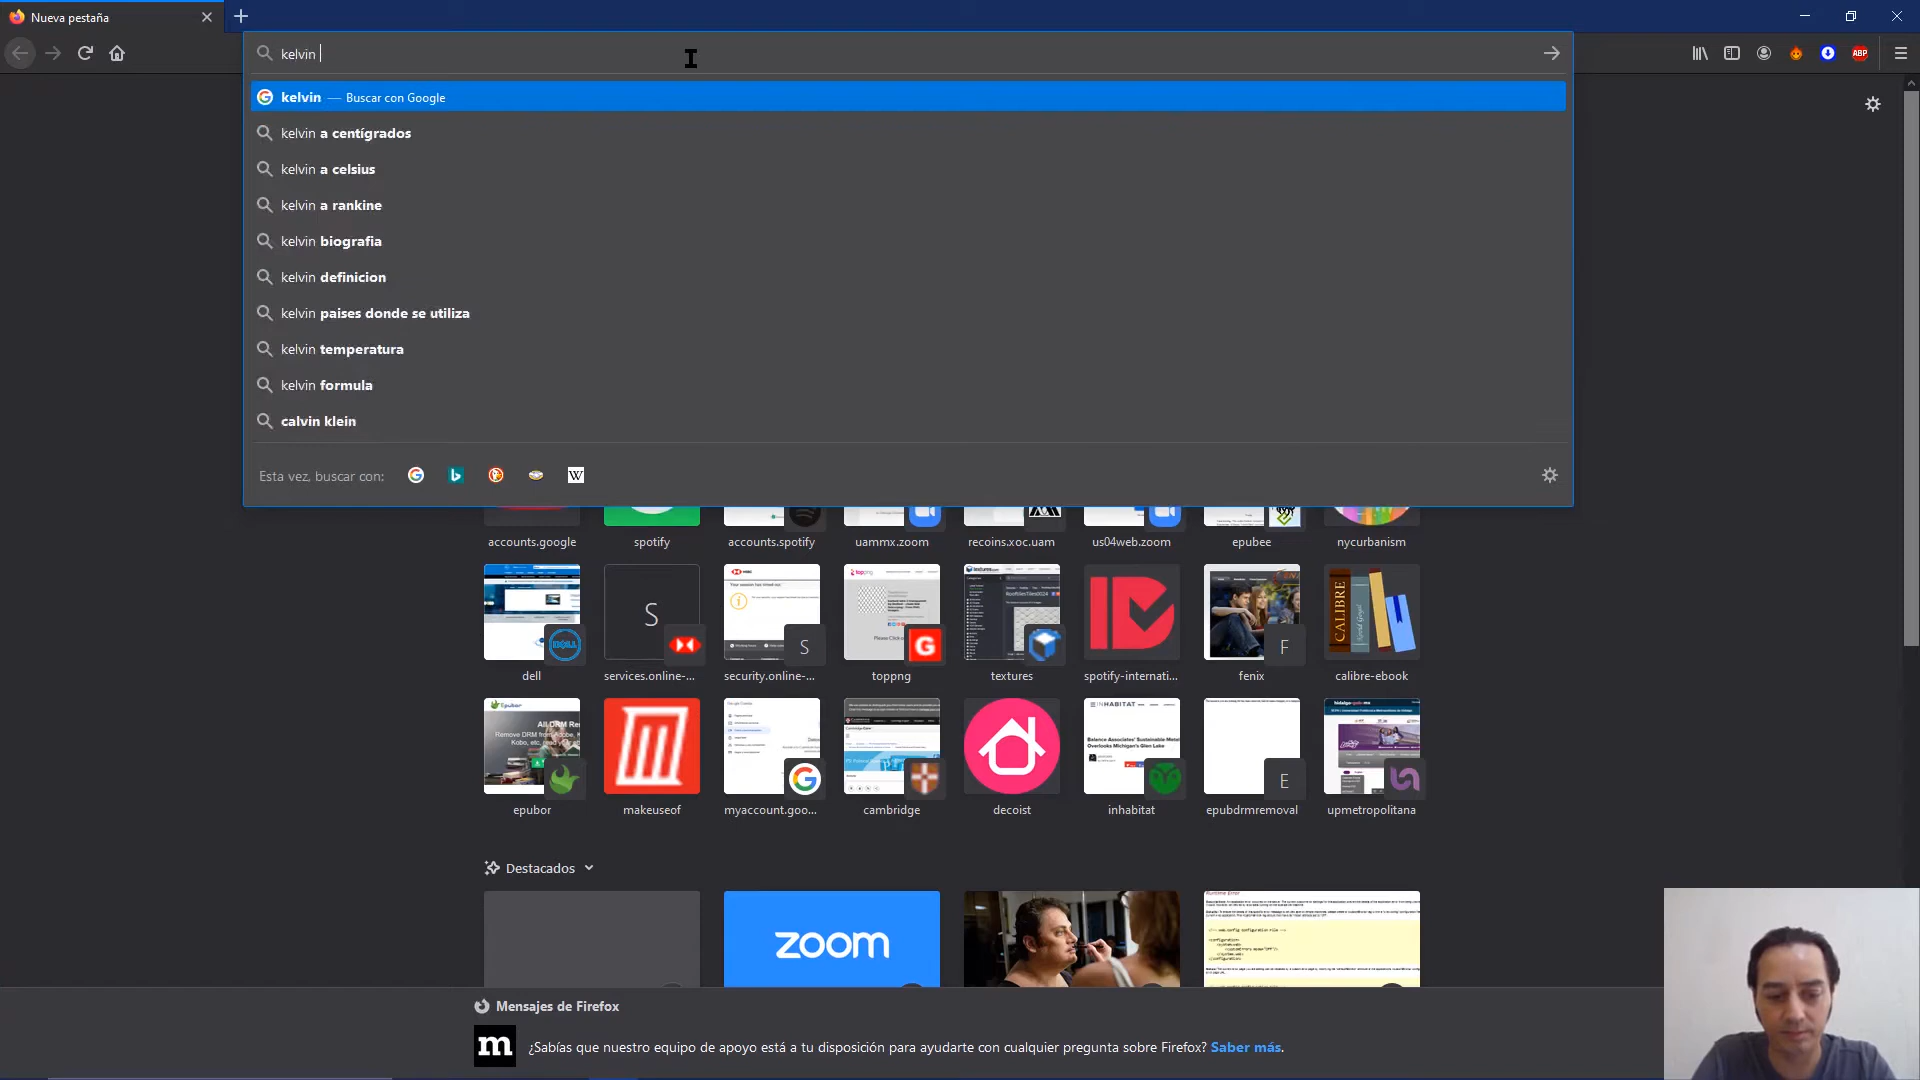 Nueva pestaña
kelvin
ABP
kelvin — Buscar con Google
kelvin a centígrados
kelvin a celsius
kelvin a rankine
kelvin biografia
kelvin definicion
kelvin paises donde se utiliza
kelvin temperatura
kelvin formula
calvin klein
Esta vez, buscar con:
accounts.google
spotify
accounts.spotify
uammx.zoom
recoins.xoc.uam
us04web.zoom
epubee
nycurbanism
DELL
S
S
F
CALIBRE
dell
services.online-...
security.online-...
toppng
textures
spotify-internati...
fenix
calibre-ebook
INHABITAT
E
epubor
makeuseof
myaccount.goo...
cambridge
decoist
inhabitat
epubdrmremoval
upmetropolitana
Destacados
zoom
Mensajes de Firefox
m
¿Sabías que nuestro equipo de apoyo está a tu disposición para ayudarte con cualquier pregunta sobre Firefox? Saber más.